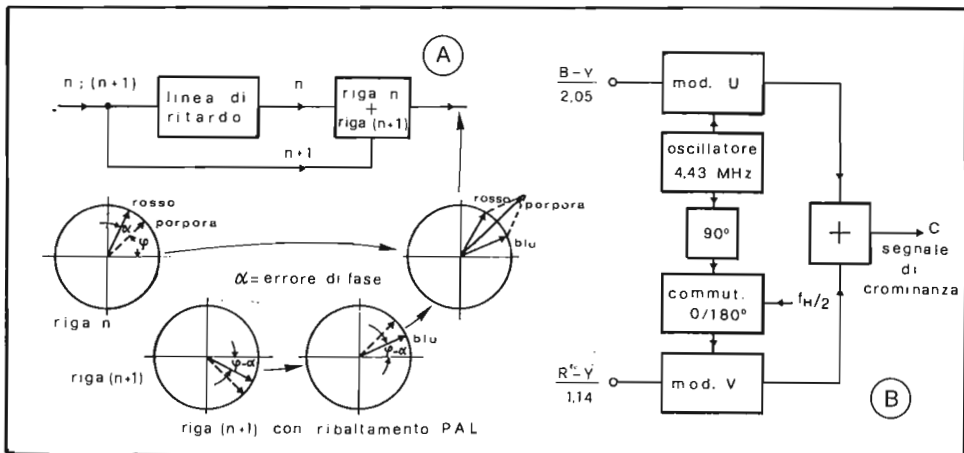 A
n ; (n+1)
linea di
ritardo
n
riga n
+
riga (n+1)
n+1
rosso
porpora
α
φ
riga n
α=errore di fase
rosso
porpora
blu
riga (n+1)
φ-α
blu
φ-α
riga (n+1) con ribaltamento PAL
B-Y
2,05
mod. U
oscillatore
4,43 MHz
90°
commut.
0/180°
fH/2
+
C
segnale
di
crominanza
R-Y
1,14
mod. V
B